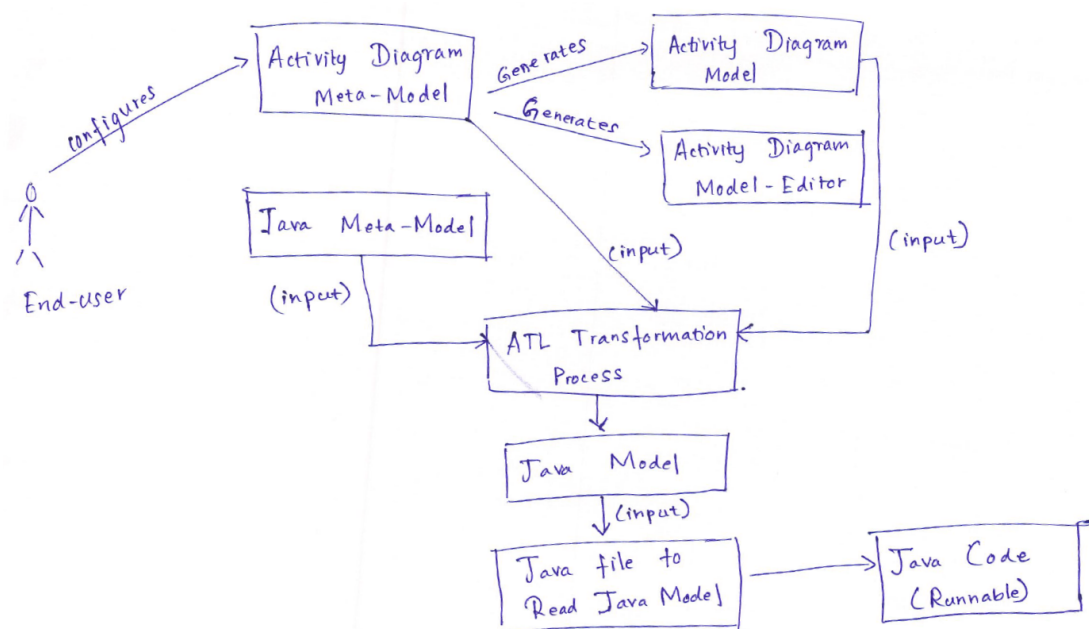 Activity Diagram
Meta-Model
Generates
Activity Diagram
Model
configures
Generates
Activity Diagram
Model-Editor
Java Meta-Model
(input)
(input)
End-user
(input)
ATL Transformation
Process
Java Model
(input)
Java file to
Read Java Model
Java Code
(Runnable)